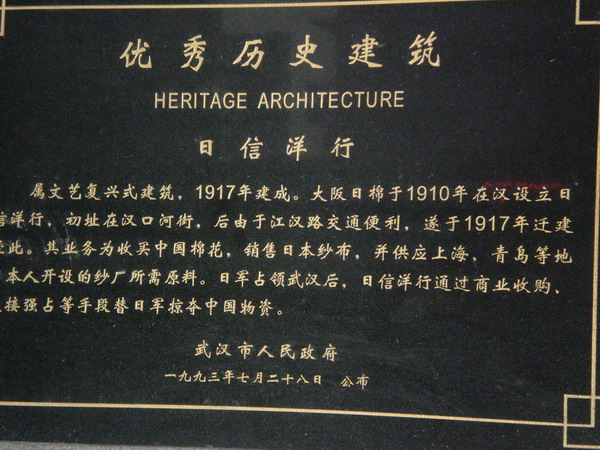 优秀历史建筑
HERITAGE ARCHITECTURE
日信洋行
属文艺复兴式建筑，1917年建成。大阪日棉于1910年在汉设立日
信洋行，初址在汉口河街，后由于江汉路交通便利，遂于1917年迁建
至此。其业务为收买中国棉花，销售日本纱布，并供应上海、青岛等地
日本人开设的纱厂所需原料。日军占领武汉后，日信洋行通过商业收购、
接强占等手段替日军掠夺中国物资。
武汉市人民政府
一九九三年七月二十八日 公布